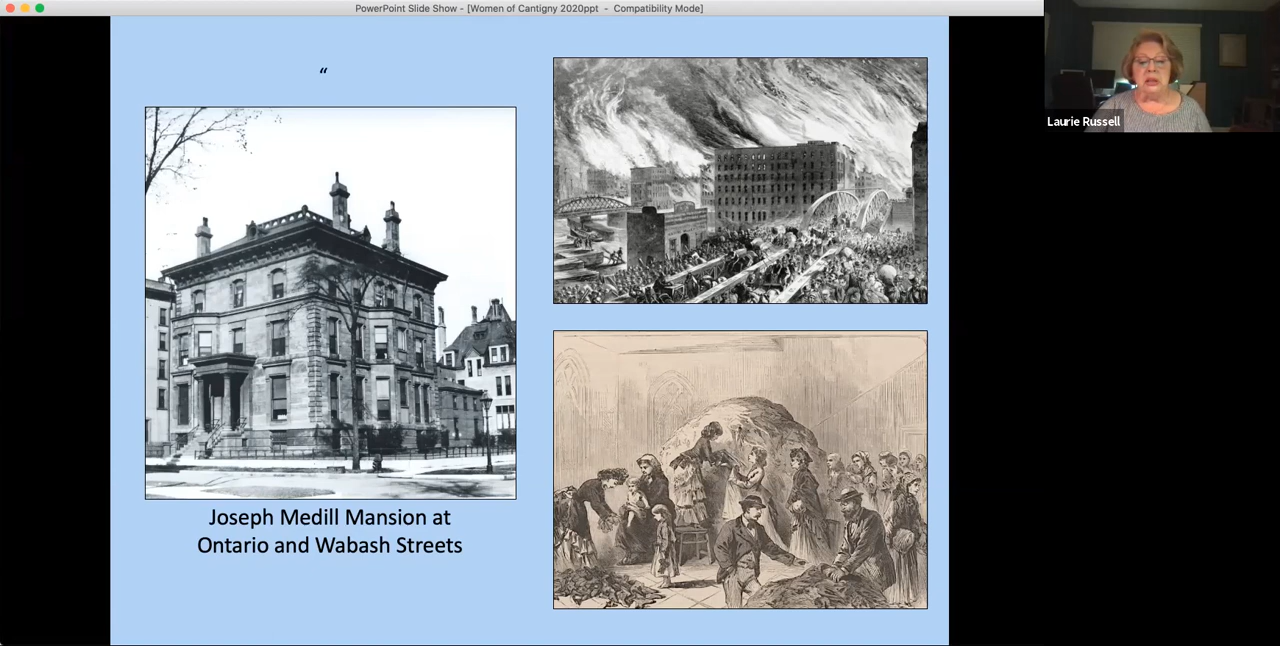 PowerPoint Slide Show - [Women of Cantigny 2020ppt - Compatibility Mode]
“
Joseph Medill Mansion at
Ontario and Wabash Streets
Laurie Russell